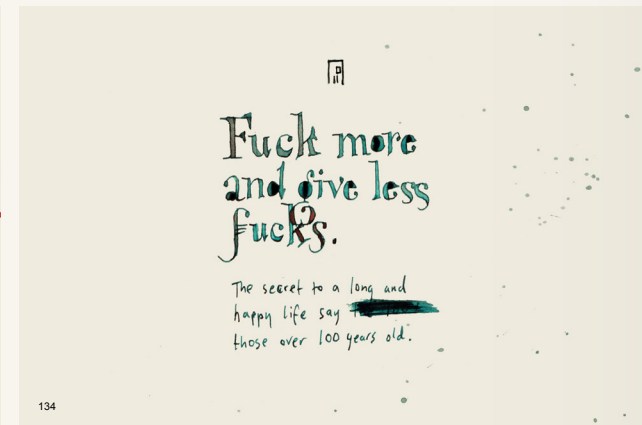 Fuck more
and give less
fucks.
The secret to a long and
happy life say
those over 100 years old.
134